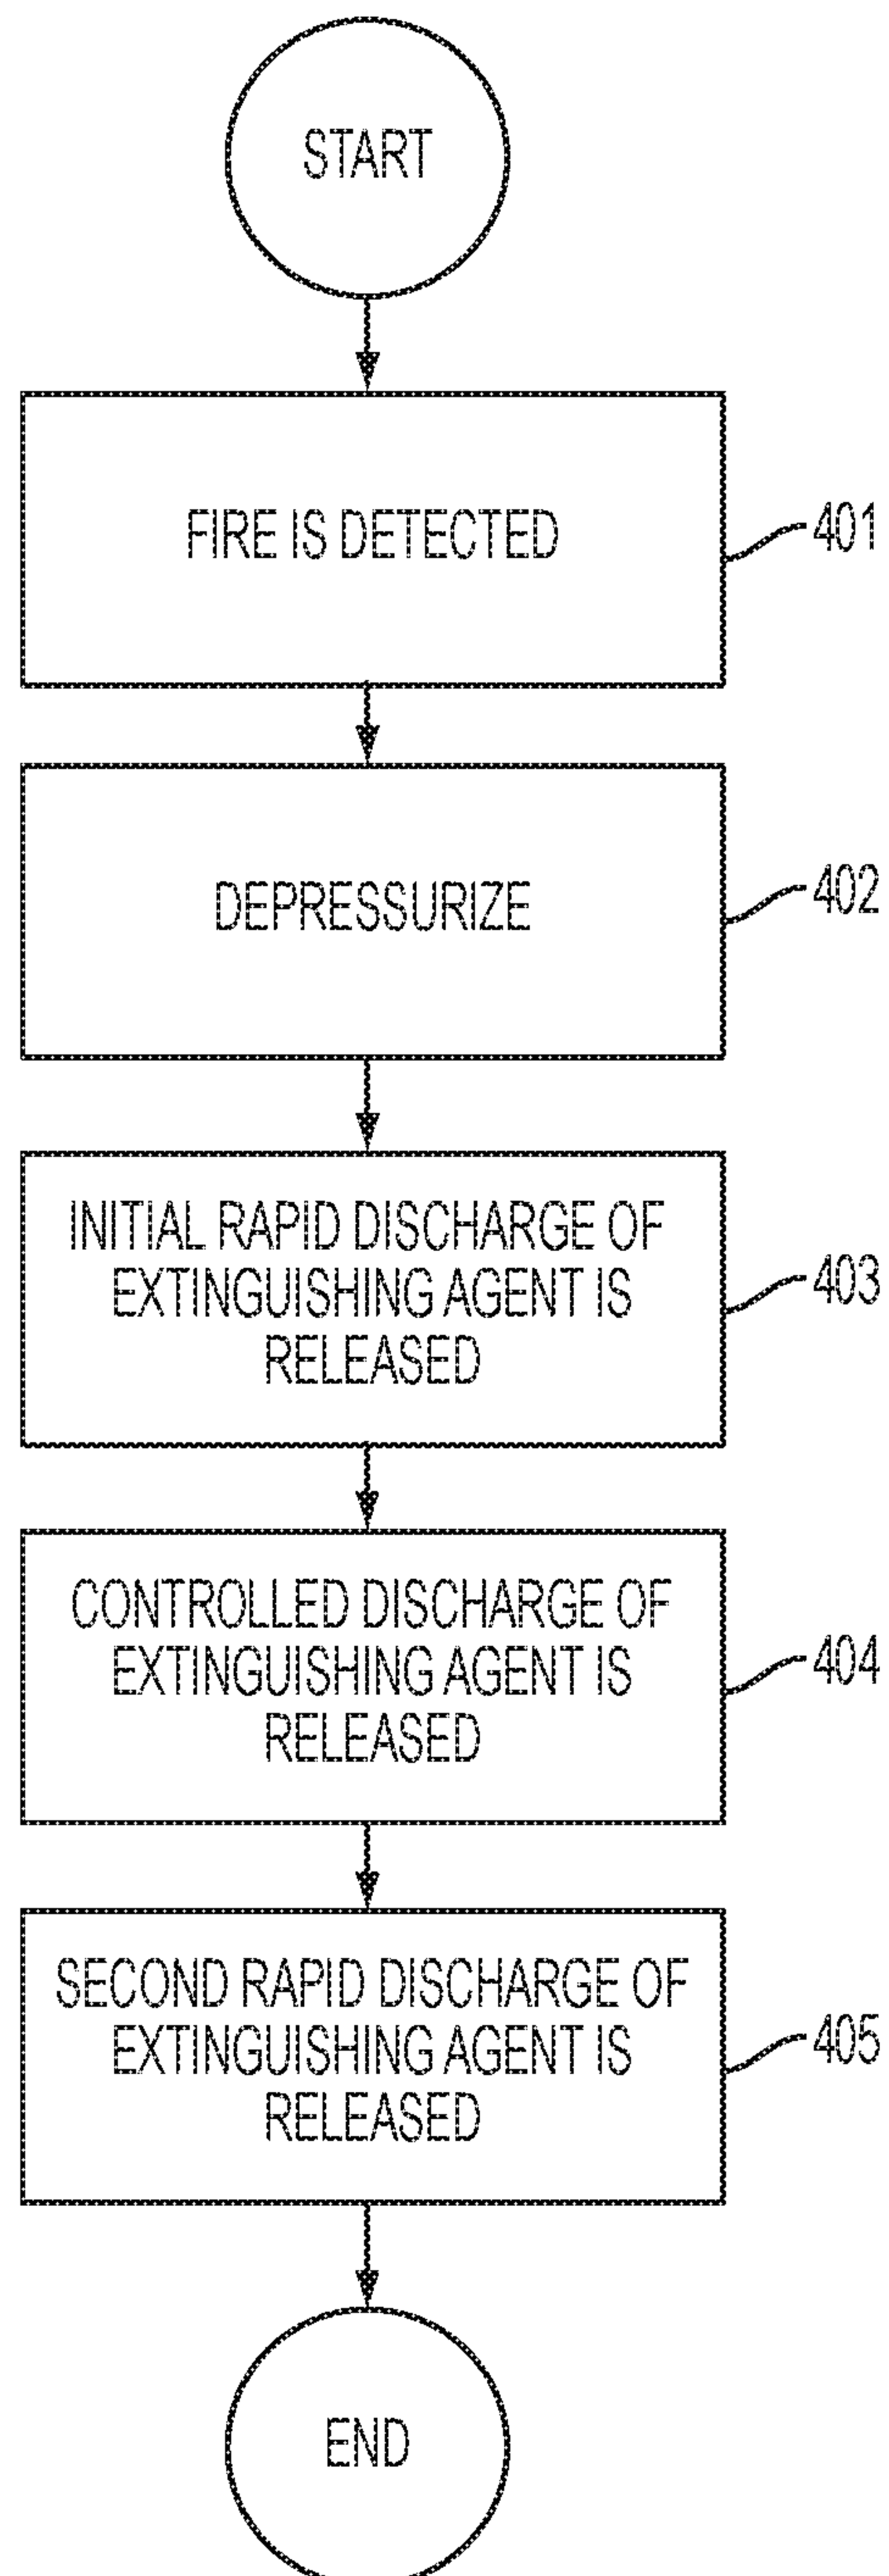 START
FIRE IS DETECTED
401
DEPRESSURIZE
402
INITIAL RAPID DISCHARGE OF
EXTINGUISHING AGENT IS
RELEASED
403
CONTROLLED DISCHARGE OF
EXTINGUISHING AGENT IS
RELEASED
404
SECOND RAPID DISCHARGE OF
EXTINGUISHING AGENT IS
RELEASED
405
END